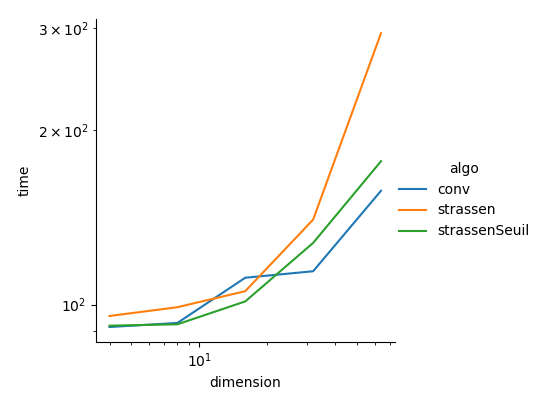 3 × 10²
2 × 10²
10²
time
10¹
dimension
algo
conv
strassen
strassenSeuil